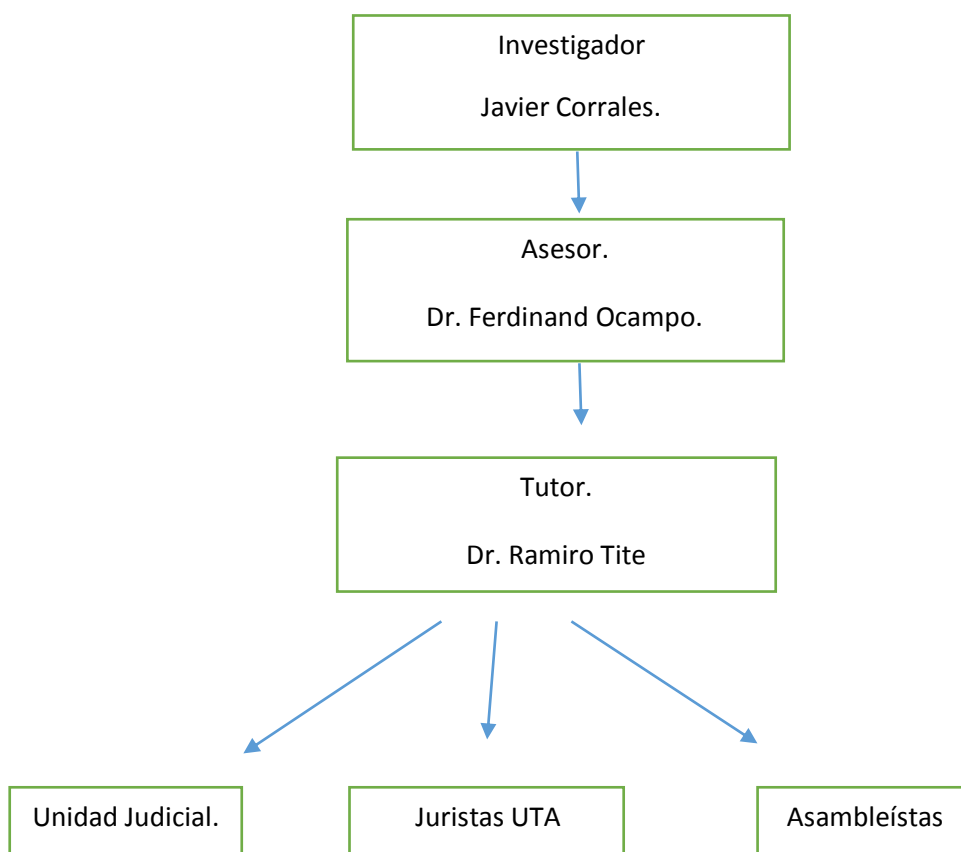 Investigador
Javier Corrales.
Asesor.
Dr. Ferdinand Ocampo.
Tutor.
Dr. Ramiro Tite
Unidad Judicial.
Juristas UTA
Asambleístas